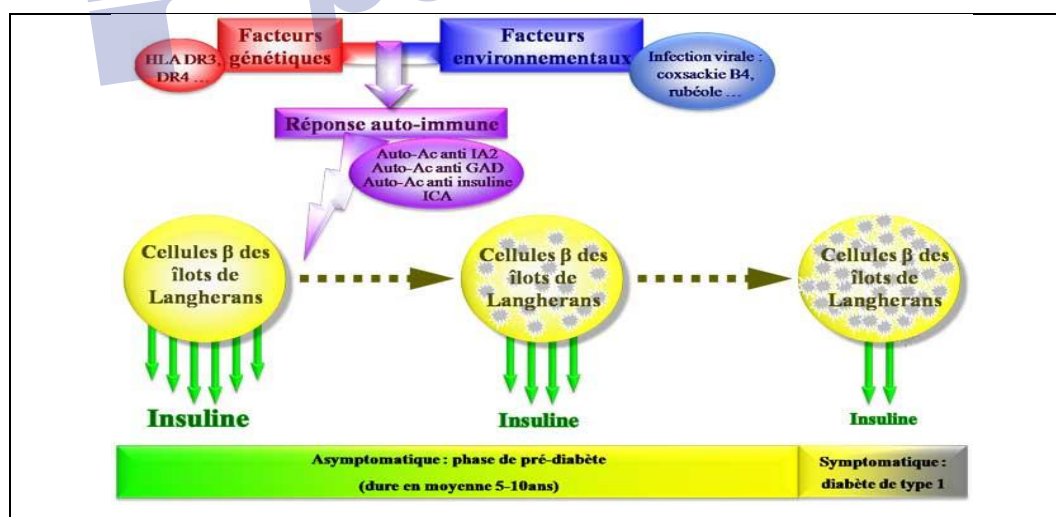 Facteurs
génétiques
HLA DR3,
DR4 ...
Facteurs
environnementaux
Infection virale :
coxsackie B4,
rubéole ...
Réponse auto-immune
Auto-Ac anti IA2
Auto-Ac anti GAD
Auto-Ac anti insuline
ICA
Cellules β des
îlots de
Langherans
Cellules β des
îlots de
Langherans
Cellules β des
îlots de
Langherans
Insuline
Insuline
Insuline
Asymptomatique : phase de pré-diabète
(dure en moyenne 5-10ans)
Symptomatique :
diabète de type 1